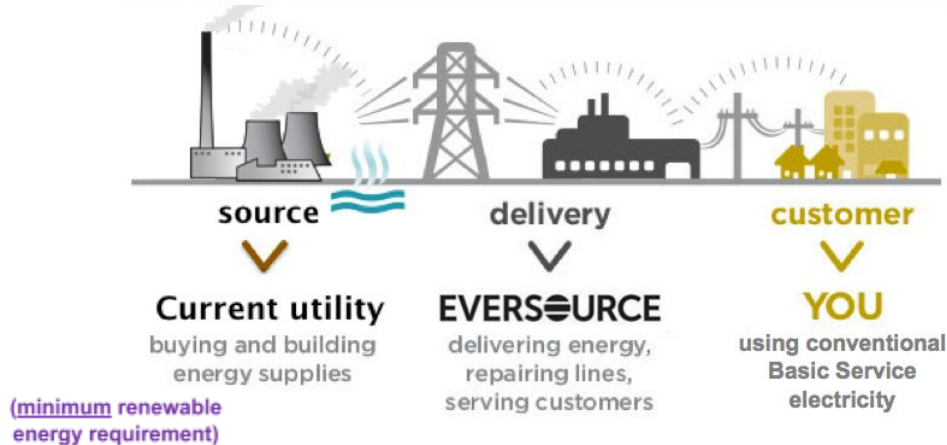 source
delivery
customer
Current utility
EVERSOURCE
YOU
buying and building
energy supplies
delivering energy,
repairing lines,
serving customers
using conventional
Basic Service
electricity
(minimum renewable
energy requirement)